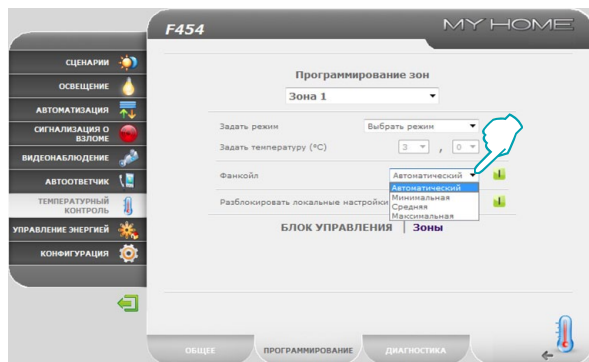 F454
MY HOME
СЦЕНАРИИ
ОСВЕЩЕНИЕ
АВТОМАТИЗАЦИЯ
СИГНАЛИЗАЦИЯ О
ВЗЛОМЕ
ВИДЕОНАБЛЮДЕНИЕ
АВТООТВЕТЧИК
ТЕМПЕРАТУРНЫЙ
КОНТРОЛЬ
УПРАВЛЕНИЕ ЭНЕРГИЕЙ
КОНФИГУРАЦИЯ
Программирование зон
Зона 1
Задать режим Выбрать режим
Задать температуру (°C) 3 , 0
Фанкойл Автоматический
Автоматический
Минимальная
Средняя
Максимальная
Разблокировать локальные настройки
БЛОК УПРАВЛЕНИЯ | Зоны
ОБЩЕЕ ПРОГРАММИРОВАНИЕ ДИАГНОСТИКА